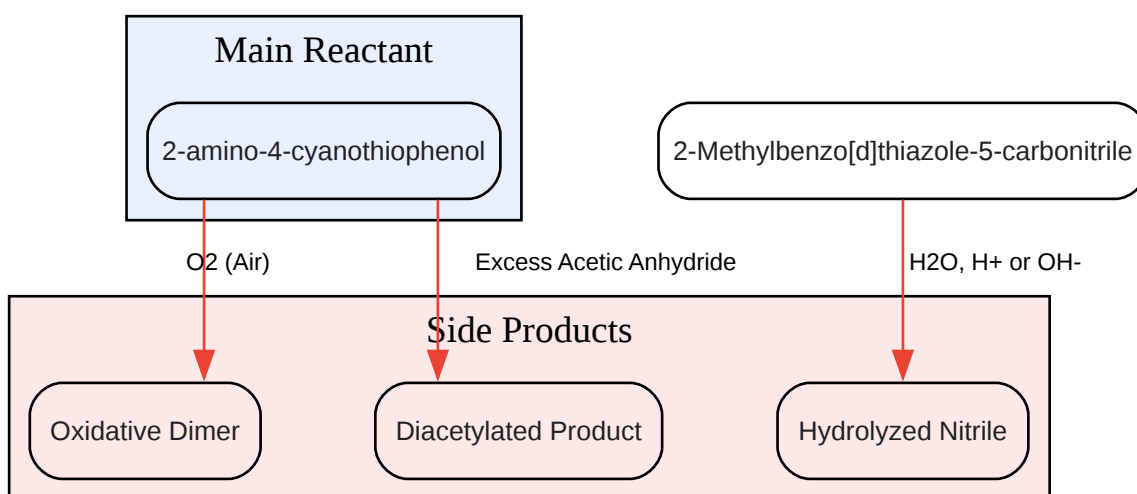 Main Reactant
2-amino-4-cyanothiophenol
2-Methylbenzo[d]thiazole-5-carbonitrile
O2 (Air)
Excess Acetic Anhydride
H2O, H+ or OH-
Side Products
Oxidative Dimer
Diacetylated Product
Hydrolyzed Nitrile